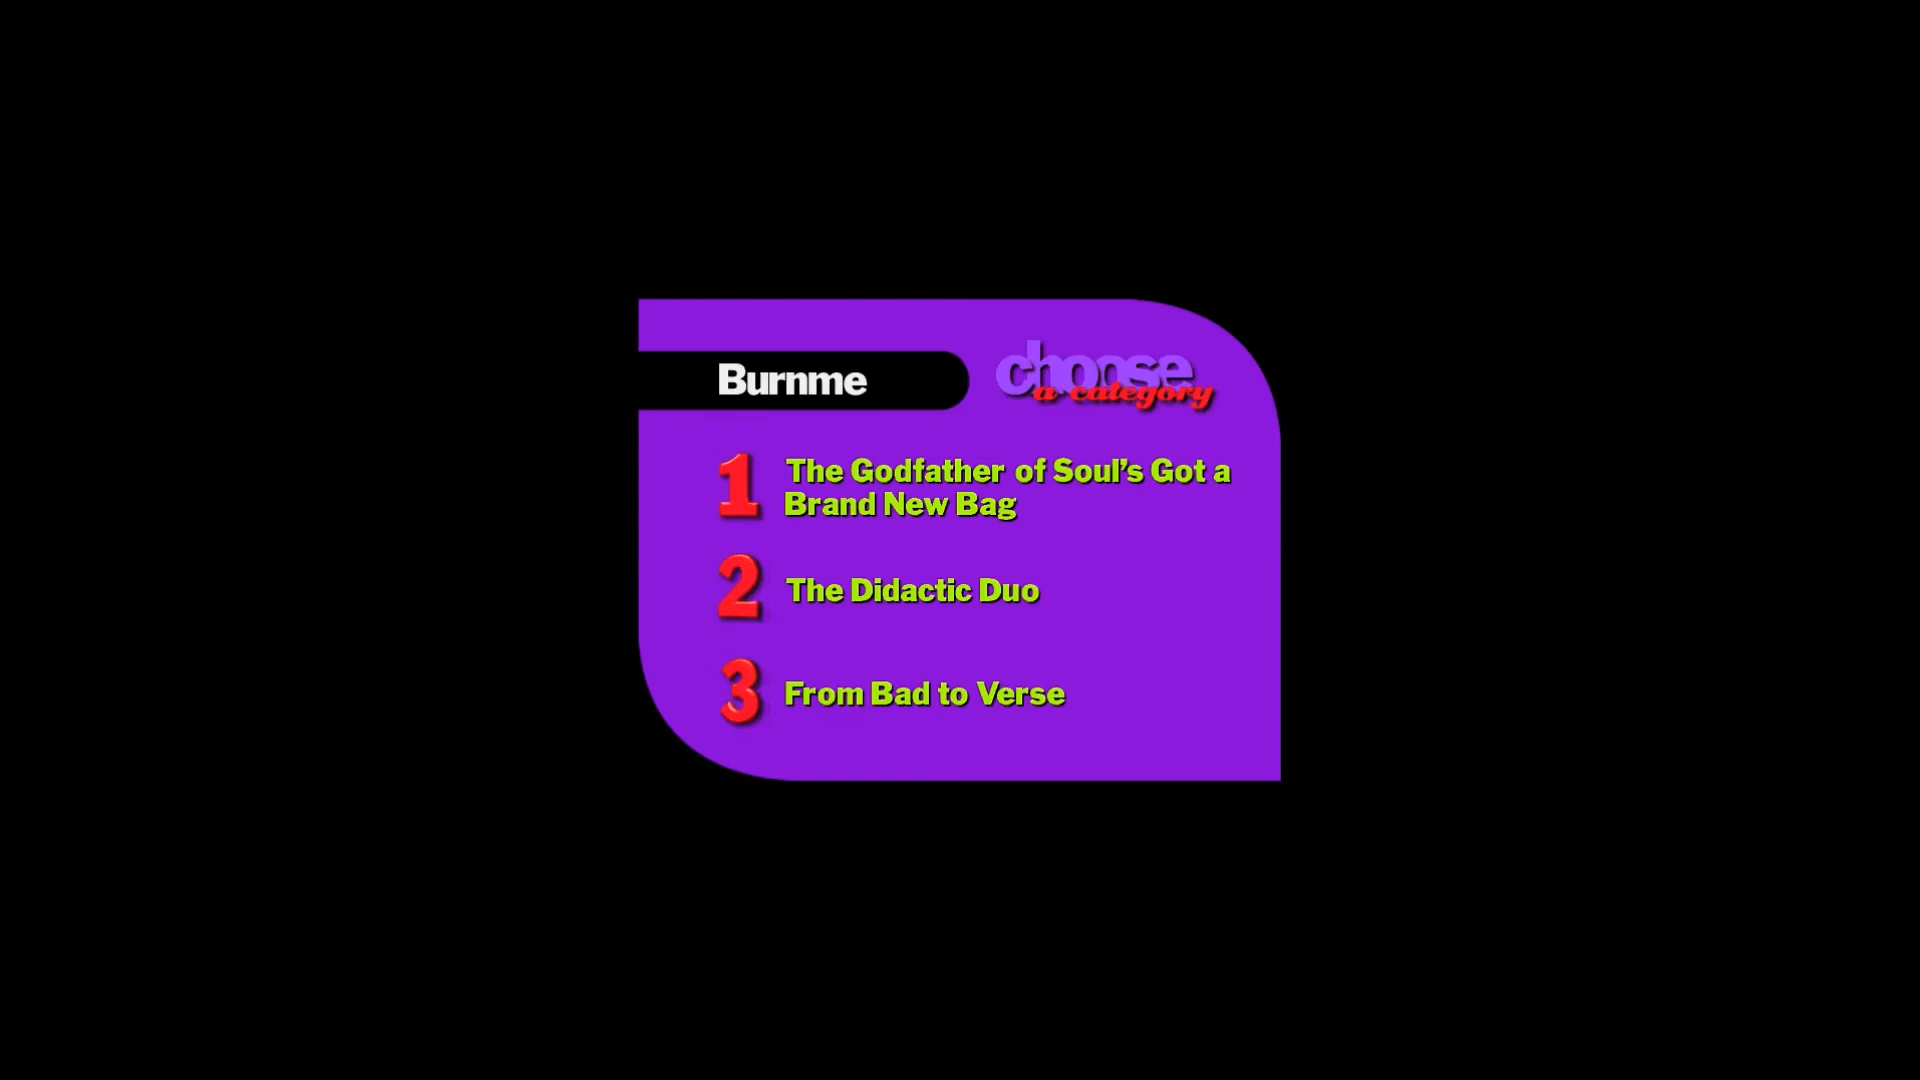 Burnme
choose
a category
1 The Godfather of Soul's Got a
Brand New Bag
2 The Didactic Duo
3 From Bad to Verse